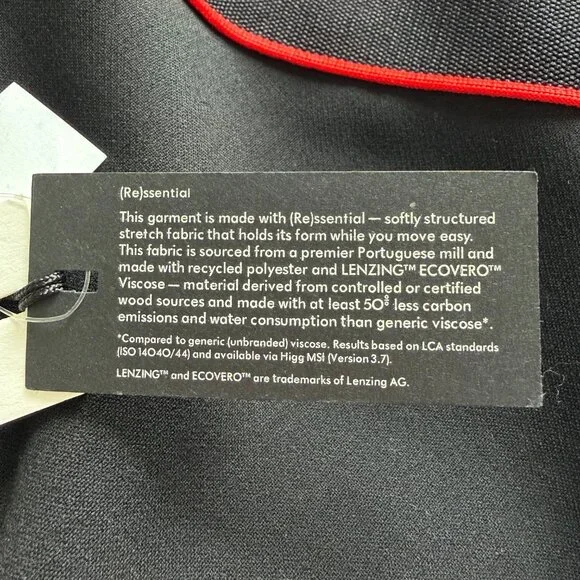 (Re)ssential
This garment is made with (Re)ssential — softly structured
stretch fabric that holds its form while you move easy.
This fabric is sourced from a premier Portuguese mill and
made with recycled polyester and LENZING™ ECOVERO™
Viscose — material derived from controlled or certified
wood sources and made with at least 50% less carbon
emissions and water consumption than generic viscose*.
*Compared to generic (unbranded) viscose. Results based on LCA standards
(ISO 14040/44) and available via Higg MSI (Version 3.7).
LENZING™ and ECOVERO™ are trademarks of Lenzing AG.